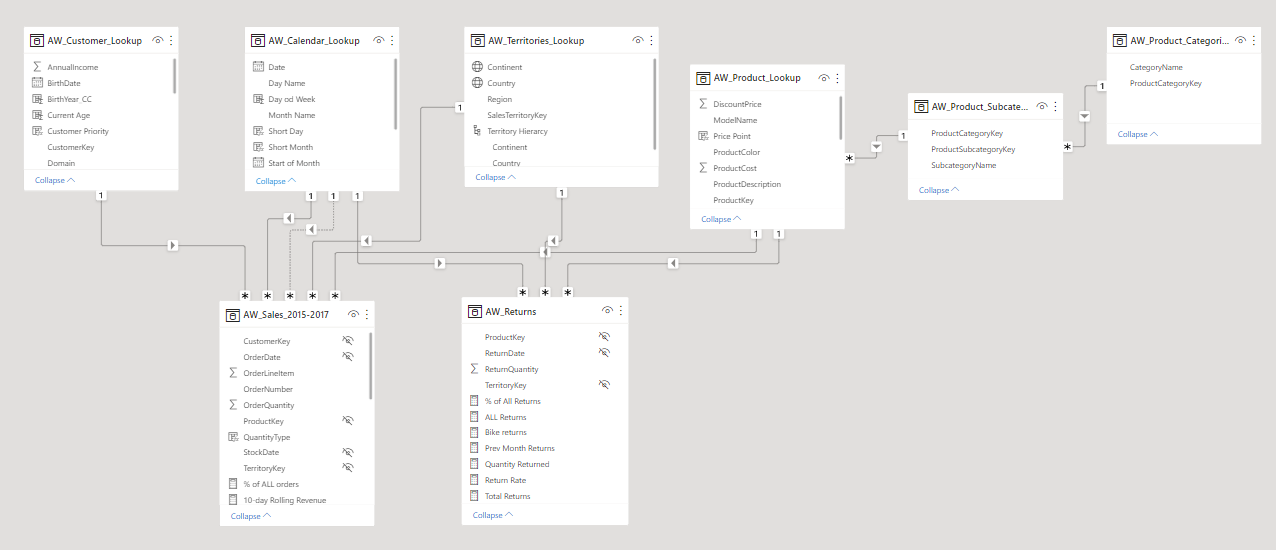 AW_Customer_Lookup
AnnualIncome
BirthDate
BirthYear_CC
Current Age
Customer Priority
CustomerKey
Domain
Collapse
AW_Calendar_Lookup
Date
Day Name
Day od Week
Month Name
Short Day
Short Month
Start of Month
Collapse
AW_Territories_Lookup
Continent
Country
Region
SalesTerritoryKey
Territory Hierarcy
Continent
Country
Collapse
AW_Product_Lookup
DiscountPrice
ModelName
Price Point
ProductColor
ProductCost
ProductDescription
ProductKey
Collapse
AW_Product_Subcate...
ProductCategoryKey
ProductSubcategoryKey
SubcategoryName
Collapse
AW_Product_Categori...
CategoryName
ProductCategoryKey
Collapse
1
1
1
1
1
1
1
1
1
1
*
*
*
*
*
*
*
*
*
*
AW_Sales_2015-2017
CustomerKey
OrderDate
OrderLineItem
OrderNumber
OrderQuantity
ProductKey
QuantityType
StockDate
TerritoryKey
% of ALL orders
10-day Rolling Revenue
Collapse
AW_Returns
ProductKey
ReturnDate
ReturnQuantity
TerritoryKey
% of All Returns
ALL Returns
Bike returns
Prev Month Returns
Quantity Returned
Return Rate
Total Returns
Collapse